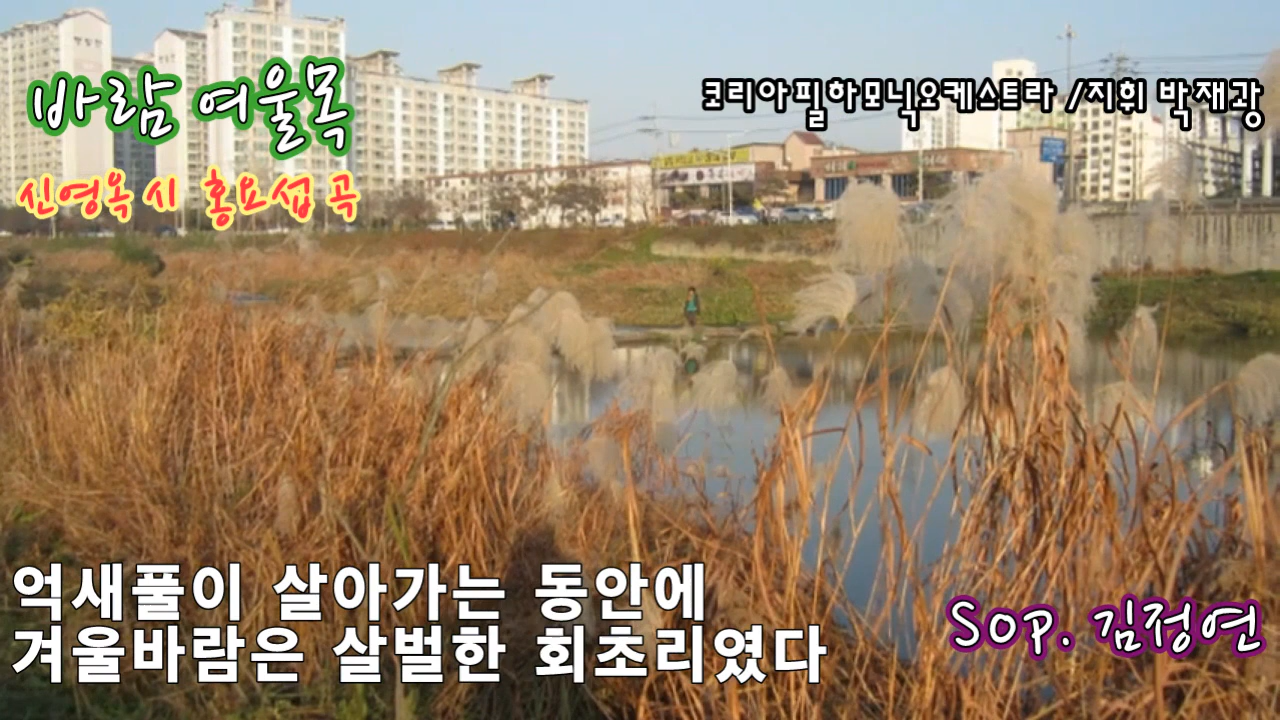 바람 여울목
신영옥 시 홍요섭 곡
코리아필하모닉오케스트라 /지휘 박재광
억새풀이 살아가는 동안에
겨울바람은 살벌한 회초리였다
Sop. 김정연